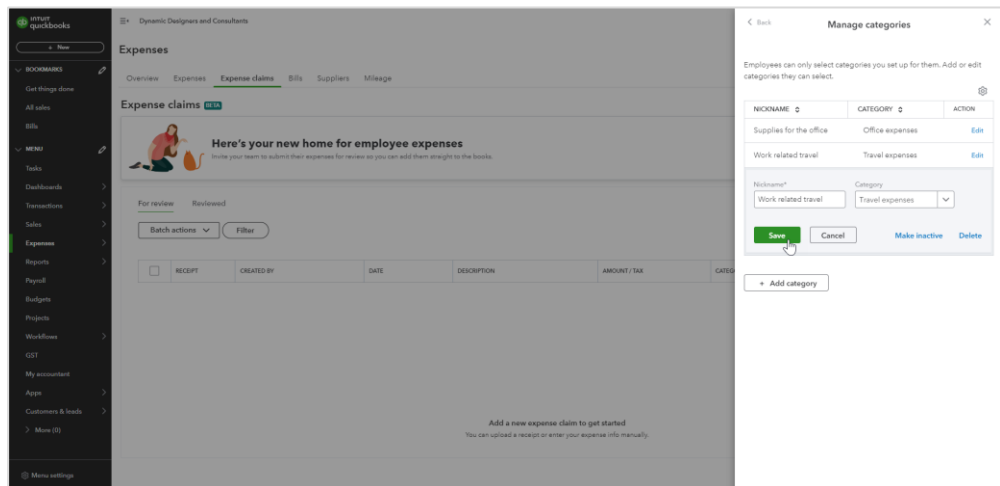 INTUIT
quickbooks
+ New
BOOKMARKS
Get things done
All sales
Bills
MENU
Tasks
Dashboards
Transactions
Sales
Expenses
Reports
Payroll
Budgets
Projects
Workflows
GST
My accountant
Apps
Customers & leads
More (0)
Menu settings
Dynamic Designers and Consultants
Expenses
Overview Expenses Expense claims Bills Suppliers Mileage
Expense claims BETA
Here's your new home for employee expenses
Invite your team to submit their expenses for review so you can add them straight to the books.
For review Reviewed
Batch actions Filter
RECEIPT CREATED BY DATE DESCRIPTION AMOUNT / TAX CATEG
Add a new expense claim to get started
You can upload a receipt or enter your expense info manually.
Back Manage categories
Employees can only select categories you set up for them. Add or edit
categories they can select.
NICKNAME CATEGORY ACTION
Supplies for the office Office expenses Edit
Work related travel Travel expenses Edit
Nickname* Category
Work related travel Travel expenses
Save Cancel Make inactive Delete
+ Add category